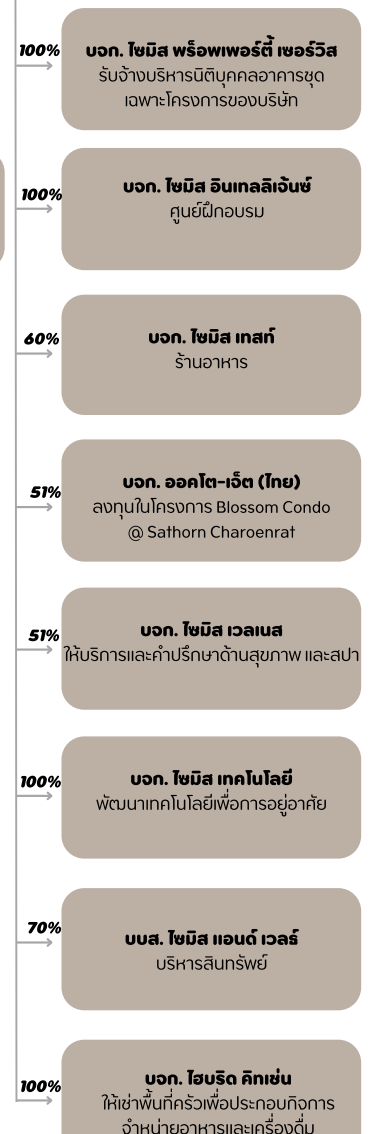 100%
บจก. ไซมิส พร็อพเพอร์ตี้ เซอร์วิส
รับจ้างบริหารนิติบุคคลอาคารชุด
เฉพาะโครงการของบริษัท
100%
บจก. ไซมิส อินเทลลิเจ้นซ์
ศูนย์ฝึกอบรม
60%
บจก. ไซมิส เทสท์
ร้านอาหาร
51%
บจก. ออคโต-เจ็ต (ไทย)
ลงทุนในโครงการ Blossom Condo
@ Sathorn Charoenrat
51%
บจก. ไซมิส เวลเนส
ให้บริการและคำปรึกษาด้านสุขภาพ และสปา
100%
บจก. ไซมิส เทคโนโลยี
พัฒนาเทคโนโลยีเพื่อการอยู่อาศัย
70%
บบส. ไซมิส แอนด์ เวลธ์
บริหารสินทรัพย์
100%
บจก. ไฮบริด คิทเช่น
ให้เช่าพื้นที่ครัวเพื่อประกอบกิจการ
จำหน่ายอาหารและเครื่องดื่ม